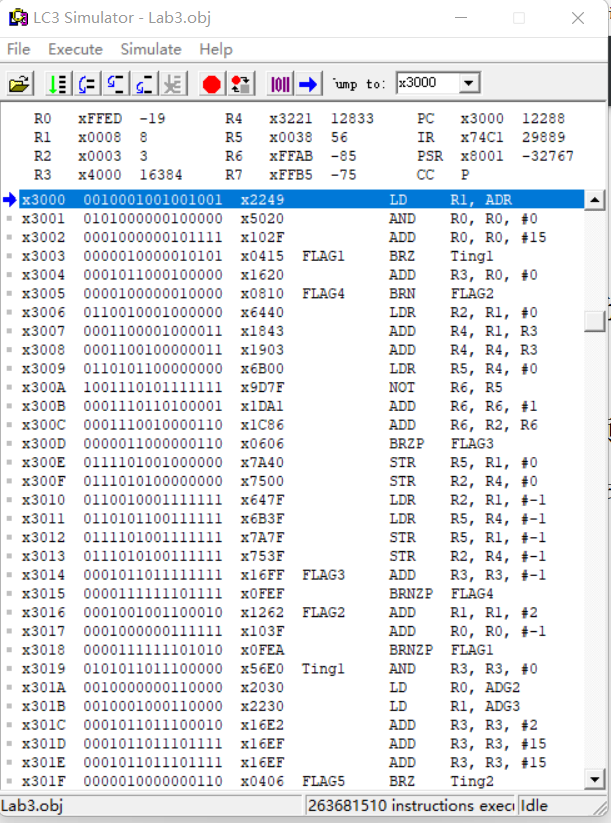 LC3 Simulator - Lab3.obj
File Execute Simulate Help
Jump to: x3000
R0 xFFED -19 R4 x3221 12833 PC x3000 12288
R1 x0008 8 R5 x0038 56 IR x74C1 29889
R2 x0003 3 R6 xFFAB -85 PSR x8001 -32767
R3 x4000 16384 R7 xFFB5 -75 CC P
x3000 0010001001001001 x2249 LD R1, ADR
x3001 0101000000100000 x5020 AND R0, R0, #0
x3002 0001000000101111 x102F ADD R0, R0, #15
x3003 0000010000010101 x0415 FLAG1 BRZ Ting1
x3004 0001011000100000 x1620 ADD R3, R0, #0
x3005 0000100000010000 x0810 FLAG4 BRN FLAG2
x3006 0110010001000000 x6440 LDR R2, R1, #0
x3007 0001100001000011 x1843 ADD R4, R1, R3
x3008 0001100100000011 x1903 ADD R4, R4, R3
x3009 0110101100000000 x6B00 LDR R5, R4, #0
x300A 1001110101111111 x9D7F NOT R6, R5
x300B 0001110110100001 x1DA1 ADD R6, R6, #1
x300C 0001110010000110 x1C86 ADD R6, R2, R6
x300D 0000011000000110 x0606 BRZP FLAG3
x300E 0111101001000000 x7A40 STR R5, R1, #0
x300F 0111010100000000 x7500 STR R2, R4, #0
x3010 0110010001111111 x647F LDR R2, R1, #-1
x3011 0110101100111111 x6B3F LDR R5, R4, #-1
x3012 0111101001111111 x7A7F STR R5, R1, #-1
x3013 0111010100111111 x753F STR R2, R4, #-1
x3014 0001011011111111 x16FF FLAG3 ADD R3, R3, #-1
x3015 0000111111101111 x0FEF BRNZP FLAG4
x3016 0001001001100010 x1262 FLAG2 ADD R1, R1, #2
x3017 0001000000111111 x103F ADD R0, R0, #-1
x3018 0000111111101010 x0FEA BRNZP FLAG1
x3019 0101011011100000 x56E0 Ting1 AND R3, R3, #0
x301A 0010000000110000 x2030 LD R0, ADG2
x301B 0010001000110000 x2230 LD R1, ADG3
x301C 0001011011100010 x16E2 ADD R3, R3, #2
x301D 0001011011101111 x16EF ADD R3, R3, #15
x301E 0001011011101111 x16EF ADD R3, R3, #15
x301F 0000010000000110 x0406 FLAG5 BRZ Ting2
Lab3.obj 263681510 instructions execu Idle